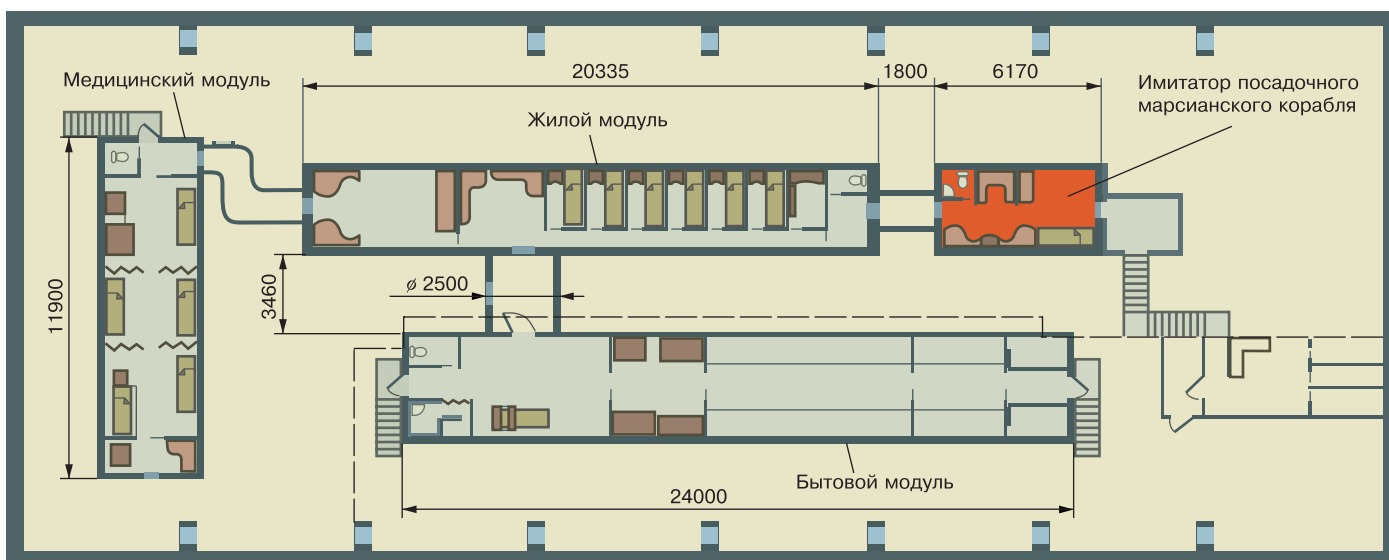 20335
1800
6170
Медицинский модуль
Имитатор посадочного
марсианского корабля
Жилой модуль
11900
3460
ø 2500
Бытовой модуль
24000